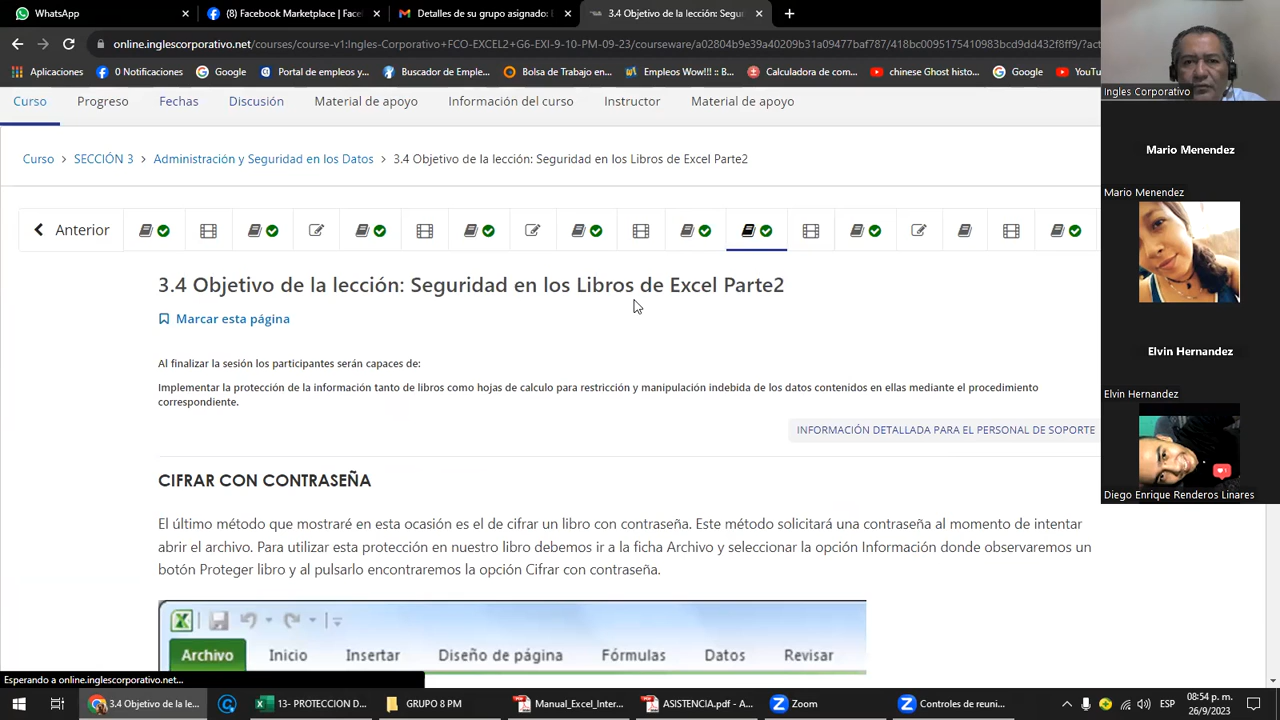 WhatsApp
(8) Facebook Marketplace | Face
Detalles de su grupo asignado:
3.4 Objetivo de la lección: Segur
online.inglescorporativo.net/courses/course-v1:Ingles-Corporativo+FCO-EXCEL2+G6-EXI-9-10-PM-09-23/courseware/a02804b9e39a40209b31a09477baf787/418bc0095175410983bcd9dd432f8ff9/?act
Aplicaciones
0 Notificaciones
Google
Portal de empleos y...
Buscador de Emple...
Bolsa de Trabajo en...
Empleos Wow!!! :: B...
Calculadora de com...
chinese Ghost histo...
Google
YouTu
Curso
Progreso
Fechas
Discusión
Material de apoyo
Información del curso
Instructor
Material de apoyo
Ingles Corporativo
Curso > SECCIÓN 3 > Administración y Seguridad en los Datos > 3.4 Objetivo de la lección: Seguridad en los Libros de Excel Parte2
Mario Menendez
Mario Menendez
Anterior
3.4 Objetivo de la lección: Seguridad en los Libros de Excel Parte2
Marcar esta página
Al finalizar la sesión los participantes serán capaces de:
Implementar la protección de la información tanto de libros como hojas de calculo para restricción y manipulación indebida de los datos contenidos en ellas mediante el procedimiento
correspondiente.
Elvin Hernandez
Elvin Hernandez
INFORMACIÓN DETALLADA PARA EL PERSONAL DE SOPORTE
CIFRAR CON CONTRASEÑA
Diego Enrique Renderos Linares
El último método que mostraré en esta ocasión es el de cifrar un libro con contraseña. Este método solicitará una contraseña al momento de intentar
abrir el archivo. Para utilizar esta protección en nuestro libro debemos ir a la ficha Archivo y seleccionar la opción Información donde observaremos un
botón Proteger libro y al pulsarlo encontraremos la opción Cifrar con contraseña.
Archivo
Inicio
Insertar
Diseño de página
Fórmulas
Datos
Revisar
Esperando a online.inglescorporativo.net...
3.4 Objetivo de la le...
13- PROTECCION D...
GRUPO 8 PM
Manual_Excel_Inter...
ASISTENCIA.pdf - A...
Zoom
Controles de reuni...
ESP
08:54 p. m.
26/9/2023